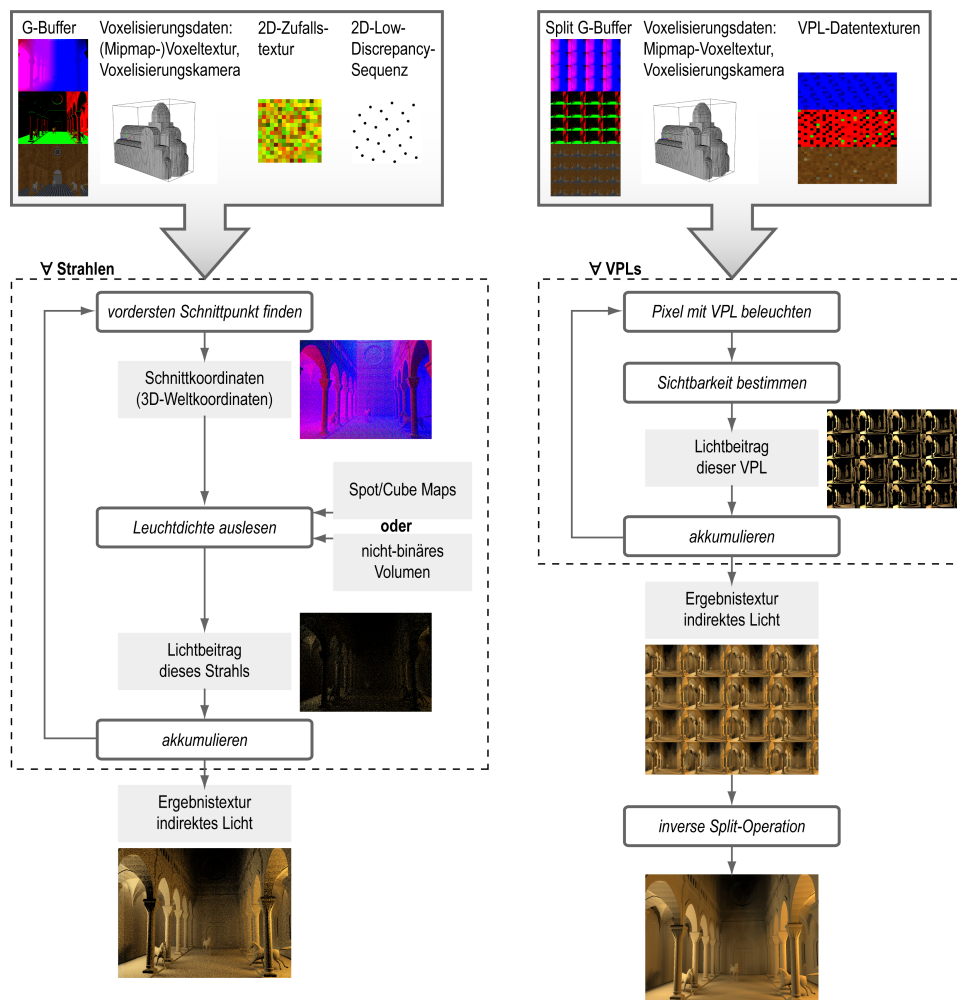 G-Buffer
Voxelisierungsdaten:
(Mipmap-)Voxeltextur,
Voxelisierungskamera
2D-Zufalls-
textur
2D-Low-
Discrepancy-
Sequenz
∀ Strahlen
vordersten Schnittpunkt finden
Schnittkoordinaten
(3D-Weltkoordinaten)
Spot/Cube Maps
oder
nicht-binäres
Volumen
Leuchtdichte auslesen
Lichtbeitrag
dieses Strahls
akkumulieren
Ergebnistextur
indirektes Licht
Split G-Buffer
Voxelisierungsdaten:
Mipmap-Voxeltextur,
Voxelisierungskamera
VPL-Datentexturen
∀ VPLs
Pixel mit VPL beleuchten
Sichtbarkeit bestimmen
Lichtbeitrag
dieser VPL
akkumulieren
Ergebnistextur
indirektes Licht
inverse Split-Operation